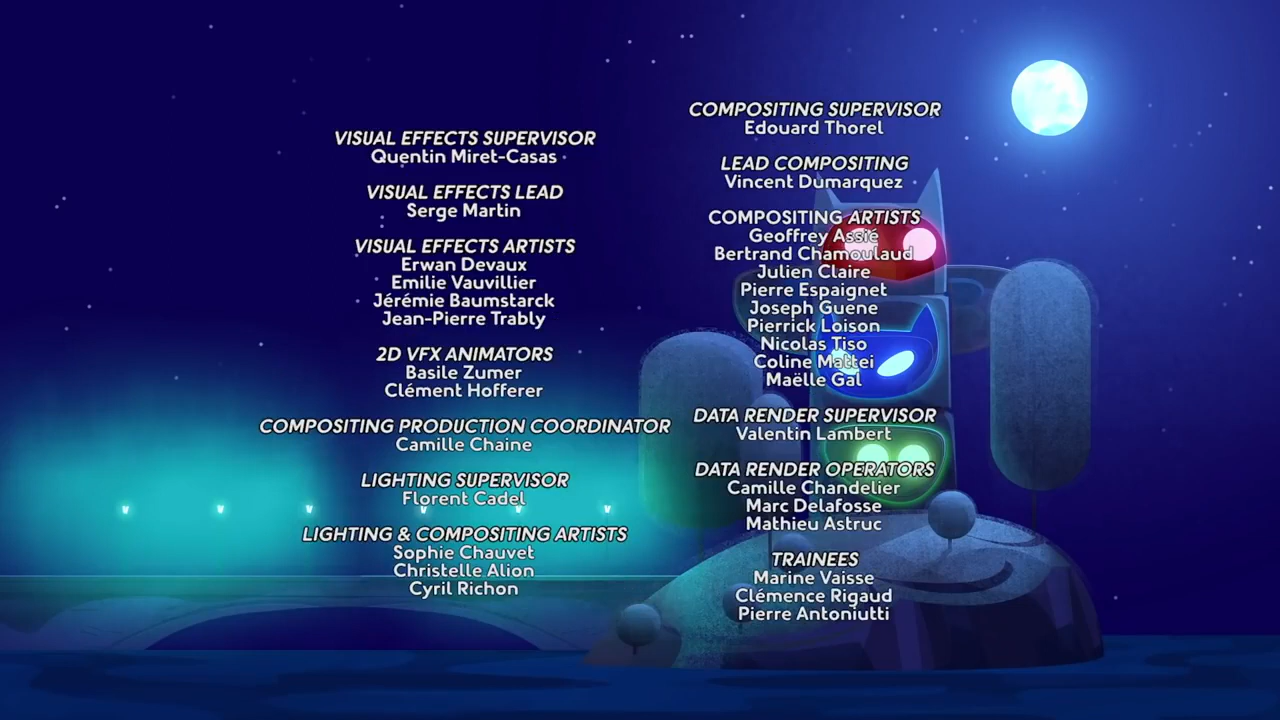 VISUAL EFFECTS SUPERVISOR
Quentin Miret-Casas
VISUAL EFFECTS LEAD
Serge Martin
VISUAL EFFECTS ARTISTS
Erwan Devaux
Emilie Vauvillier
Jérémie Baumstarck
Jean-Pierre Trably
2D VFX ANIMATORS
Basile Zumer
Clément Hofferer
COMPOSITING PRODUCTION COORDINATOR
Camille Chaine
LIGHTING SUPERVISOR
Florent Cadel
LIGHTING & COMPOSITING ARTISTS
Sophie Chauvet
Christelle Alion
Cyril Richon
COMPOSITING SUPERVISOR
Edouard Thorel
LEAD COMPOSITING
Vincent Dumarquez
COMPOSITING ARTISTS
Geoffrey Assié
Bertrand Chamoulaud
Julien Claire
Pierre Espaignet
Joseph Guene
Pierrick Loison
Nicolas Tiso
Coline Mattei
Maëlle Gal
DATA RENDER SUPERVISOR
Valentin Lambert
DATA RENDER OPERATORS
Camille Chandelier
Marc Delafosse
Mathieu Astruc
TRAINEES
Marine Vaisse
Clémence Rigaud
Pierre Antoniutti